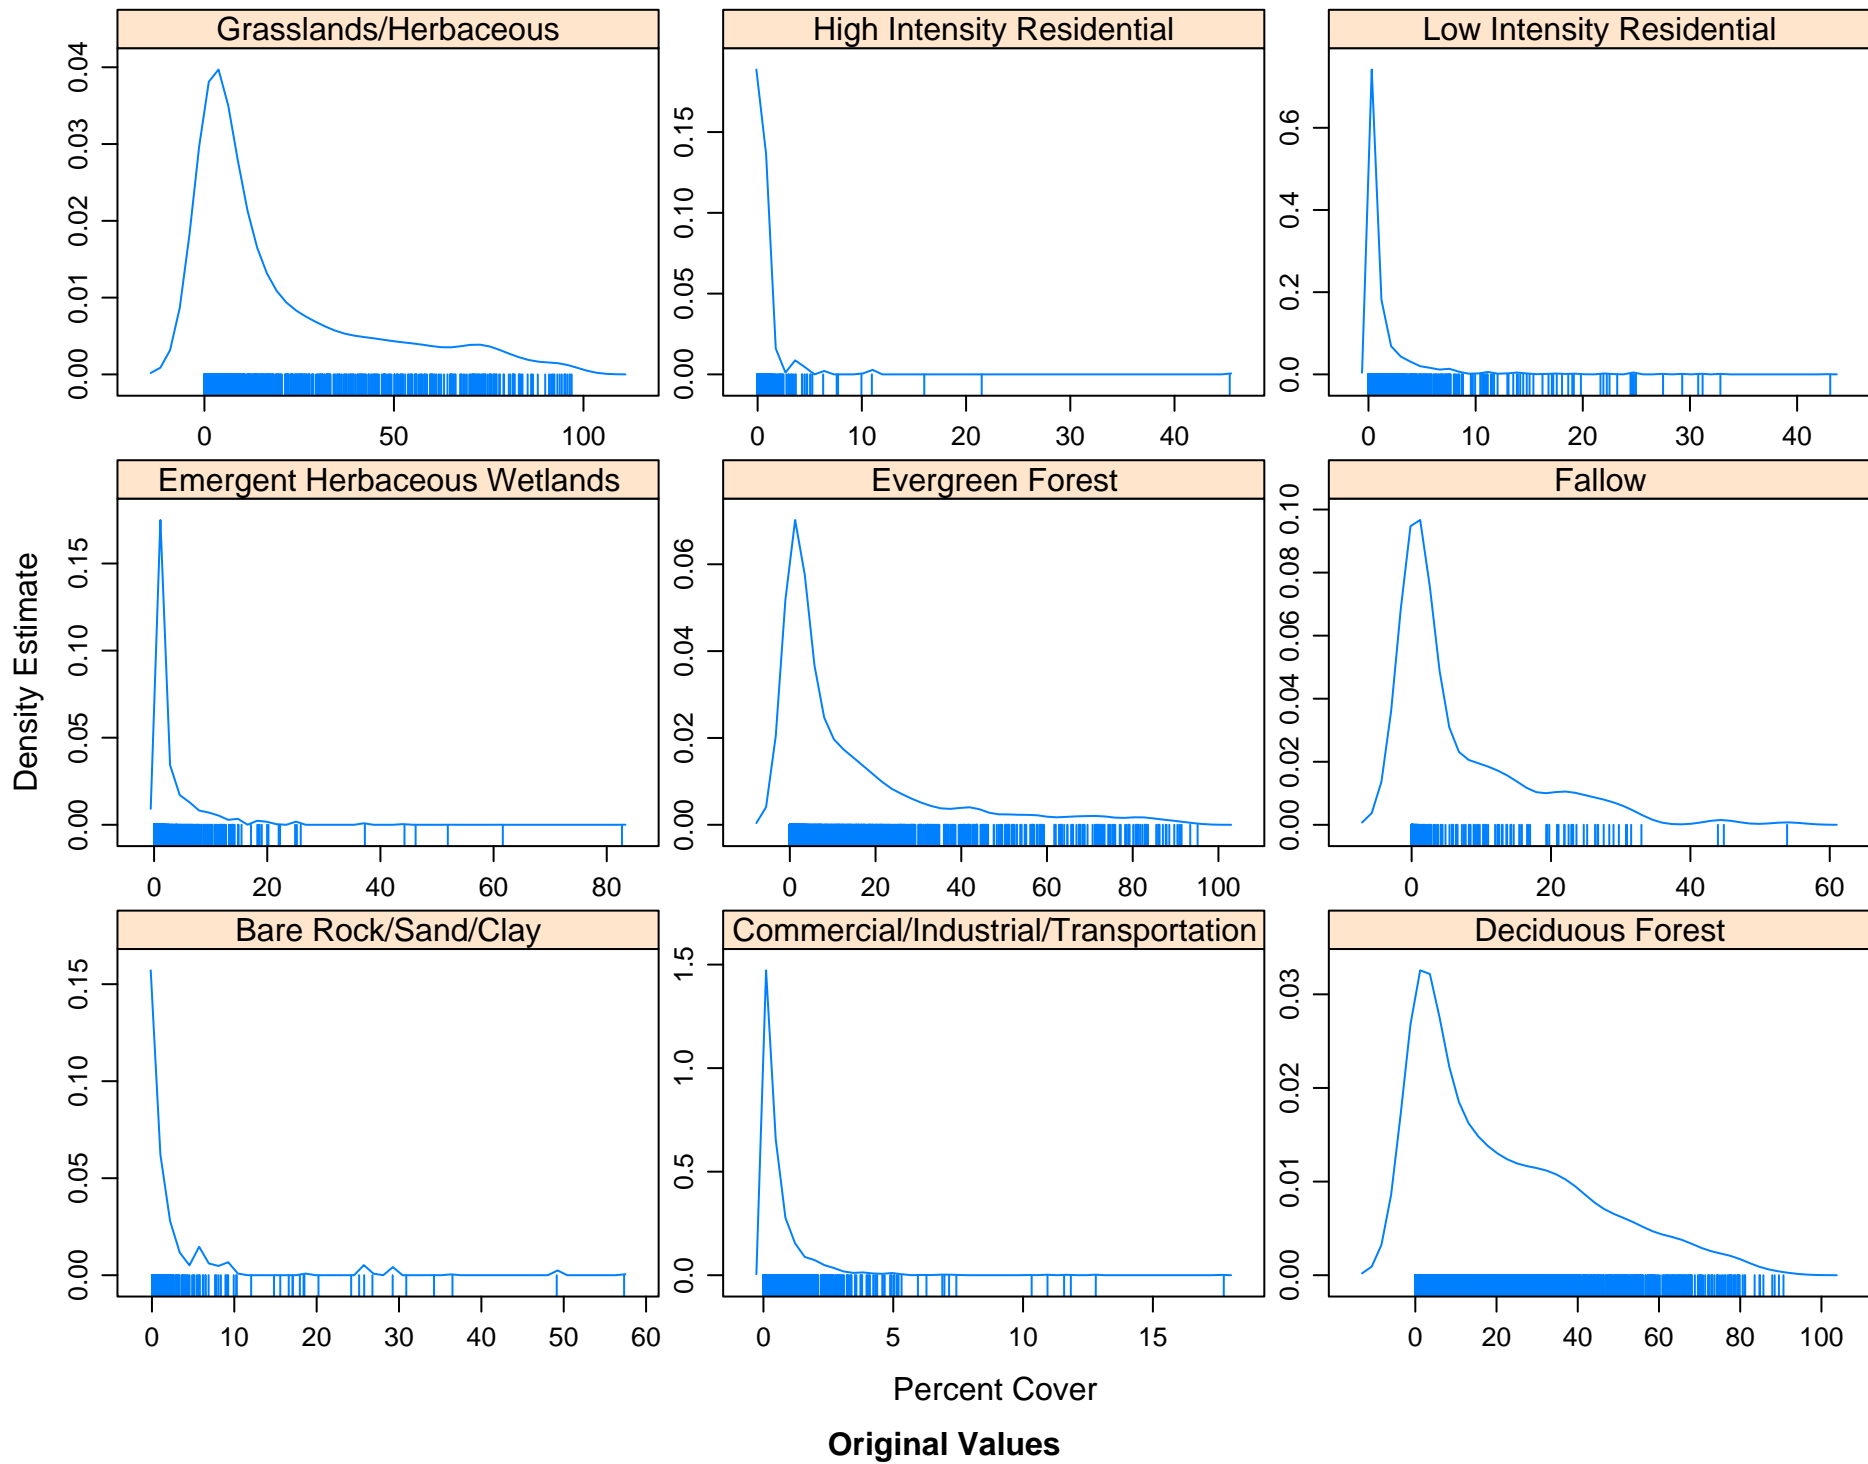 Grasslands/Herbaceous
High Intensity Residential
Low Intensity Residential
0.00 0.01 0.02 0.03 0.04
0.00 0.05 0.10 0.15
0.0 0.2 0.4 0.6
0 50 100
0 10 20 30 40
0 10 20 30 40
Emergent Herbaceous Wetlands
Evergreen Forest
Fallow
Density Estimate
0.00 0.05 0.10 0.15
0.00 0.02 0.04 0.06
0.00 0.02 0.04 0.06 0.08 0.10
0 20 40 60 80
0 20 40 60 80 100
0 20 40 60
Bare Rock/Sand/Clay
Commercial/Industrial/Transportation
Deciduous Forest
0.00 0.05 0.10 0.15
0.0 0.5 1.0 1.5
0.00 0.01 0.02 0.03
0 10 20 30 40 50 60
0 5 10 15
0 20 40 60 80 100
Percent Cover
Original Values